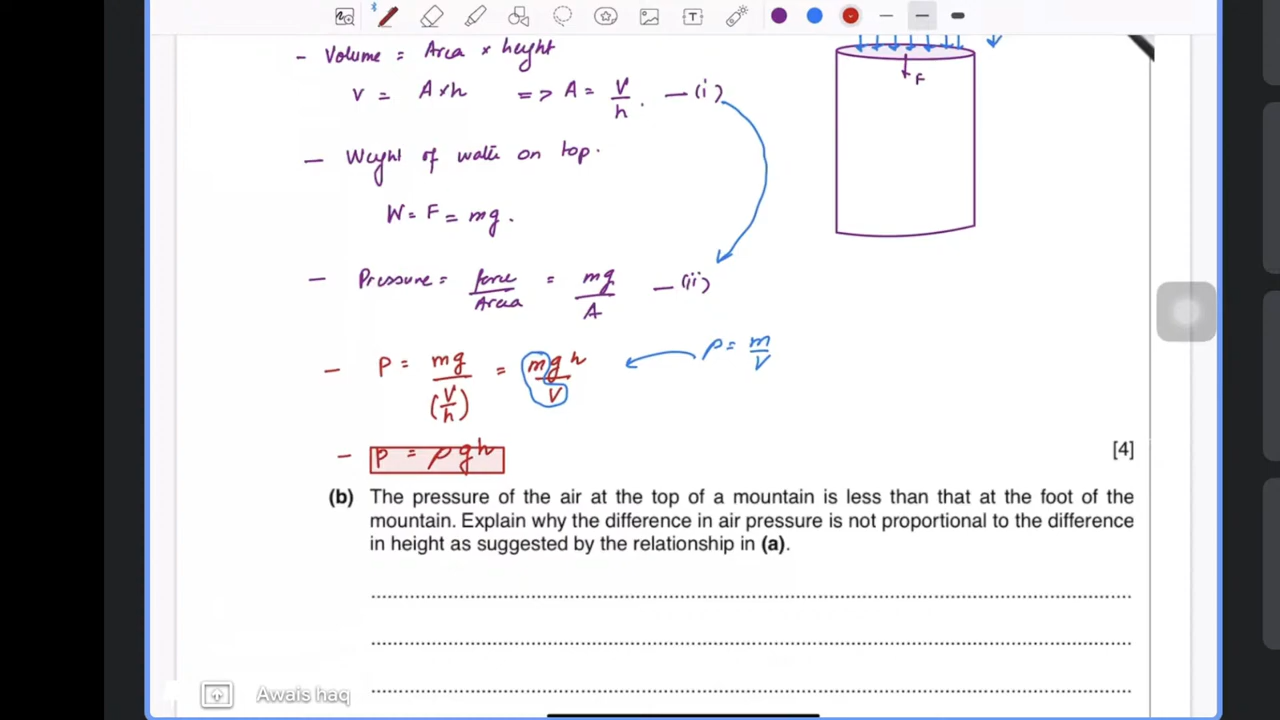 - Volume = Area x height
V = A x h => A = V/h. —(i)
F
— Weight of water on top.
W = F = mg.
— Pressure = force/Area = mg/A —(ii)
- P = mg/(V/h) = mgh/V ρ = m/V
- P = ρgh
[4]
(b) The pressure of the air at the top of a mountain is less than that at the foot of the
mountain. Explain why the difference in air pressure is not proportional to the difference
in height as suggested by the relationship in (a).
Awais haq